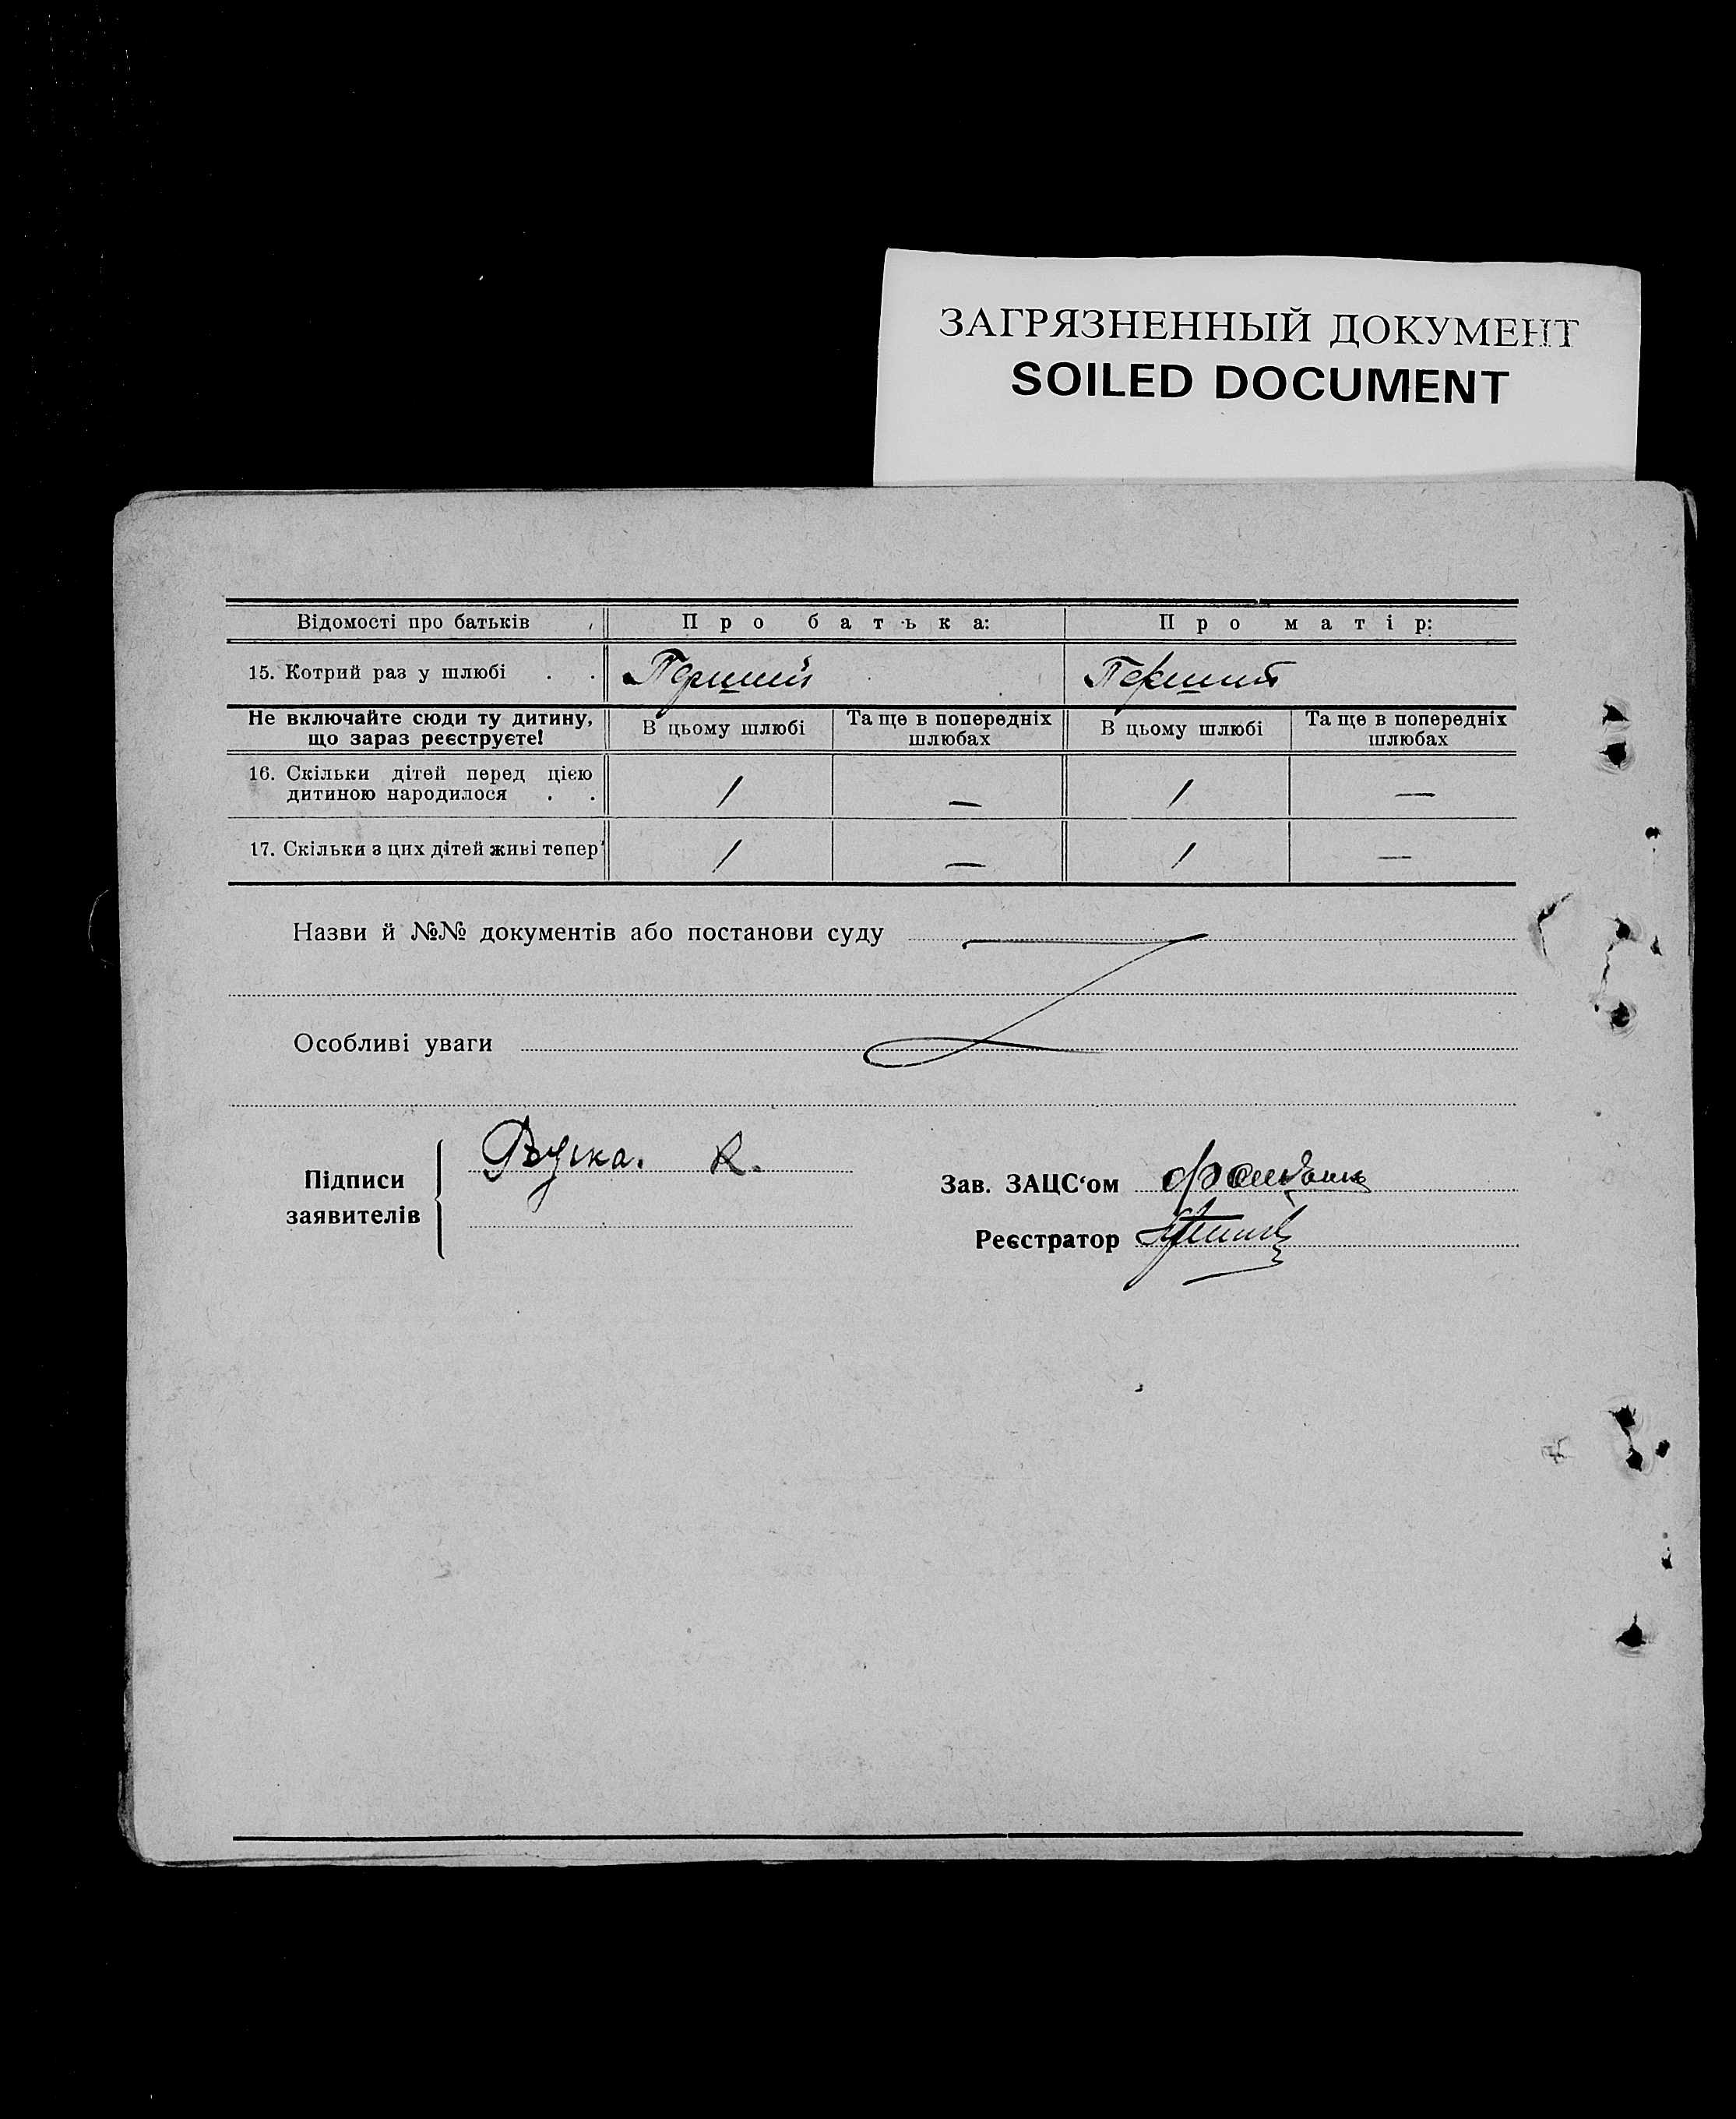 ЗАГРЯЗНЕННЫЙ ДОКУМЕНТ
SOILED DOCUMENT
Відомості про батьків Про батька: Про матір:
15. Котрий раз у шлюбі . . Перший Перший
Не включайте сюди ту дитину, що зараз реєструєте! В цьому шлюбі Та ще в попередніх шлюбах В цьому шлюбі Та ще в попередніх шлюбах
16. Скільки дітей перед цією
дитиною народилося . . 1 — 1 —
17. Скільки з цих дітей живі тепер 1 — 1 —
Назви й №№ документів або постанови суду
Особливі уваги
Підписи
заявителів
Зав. ЗАЦС‘ом
Реєстратор